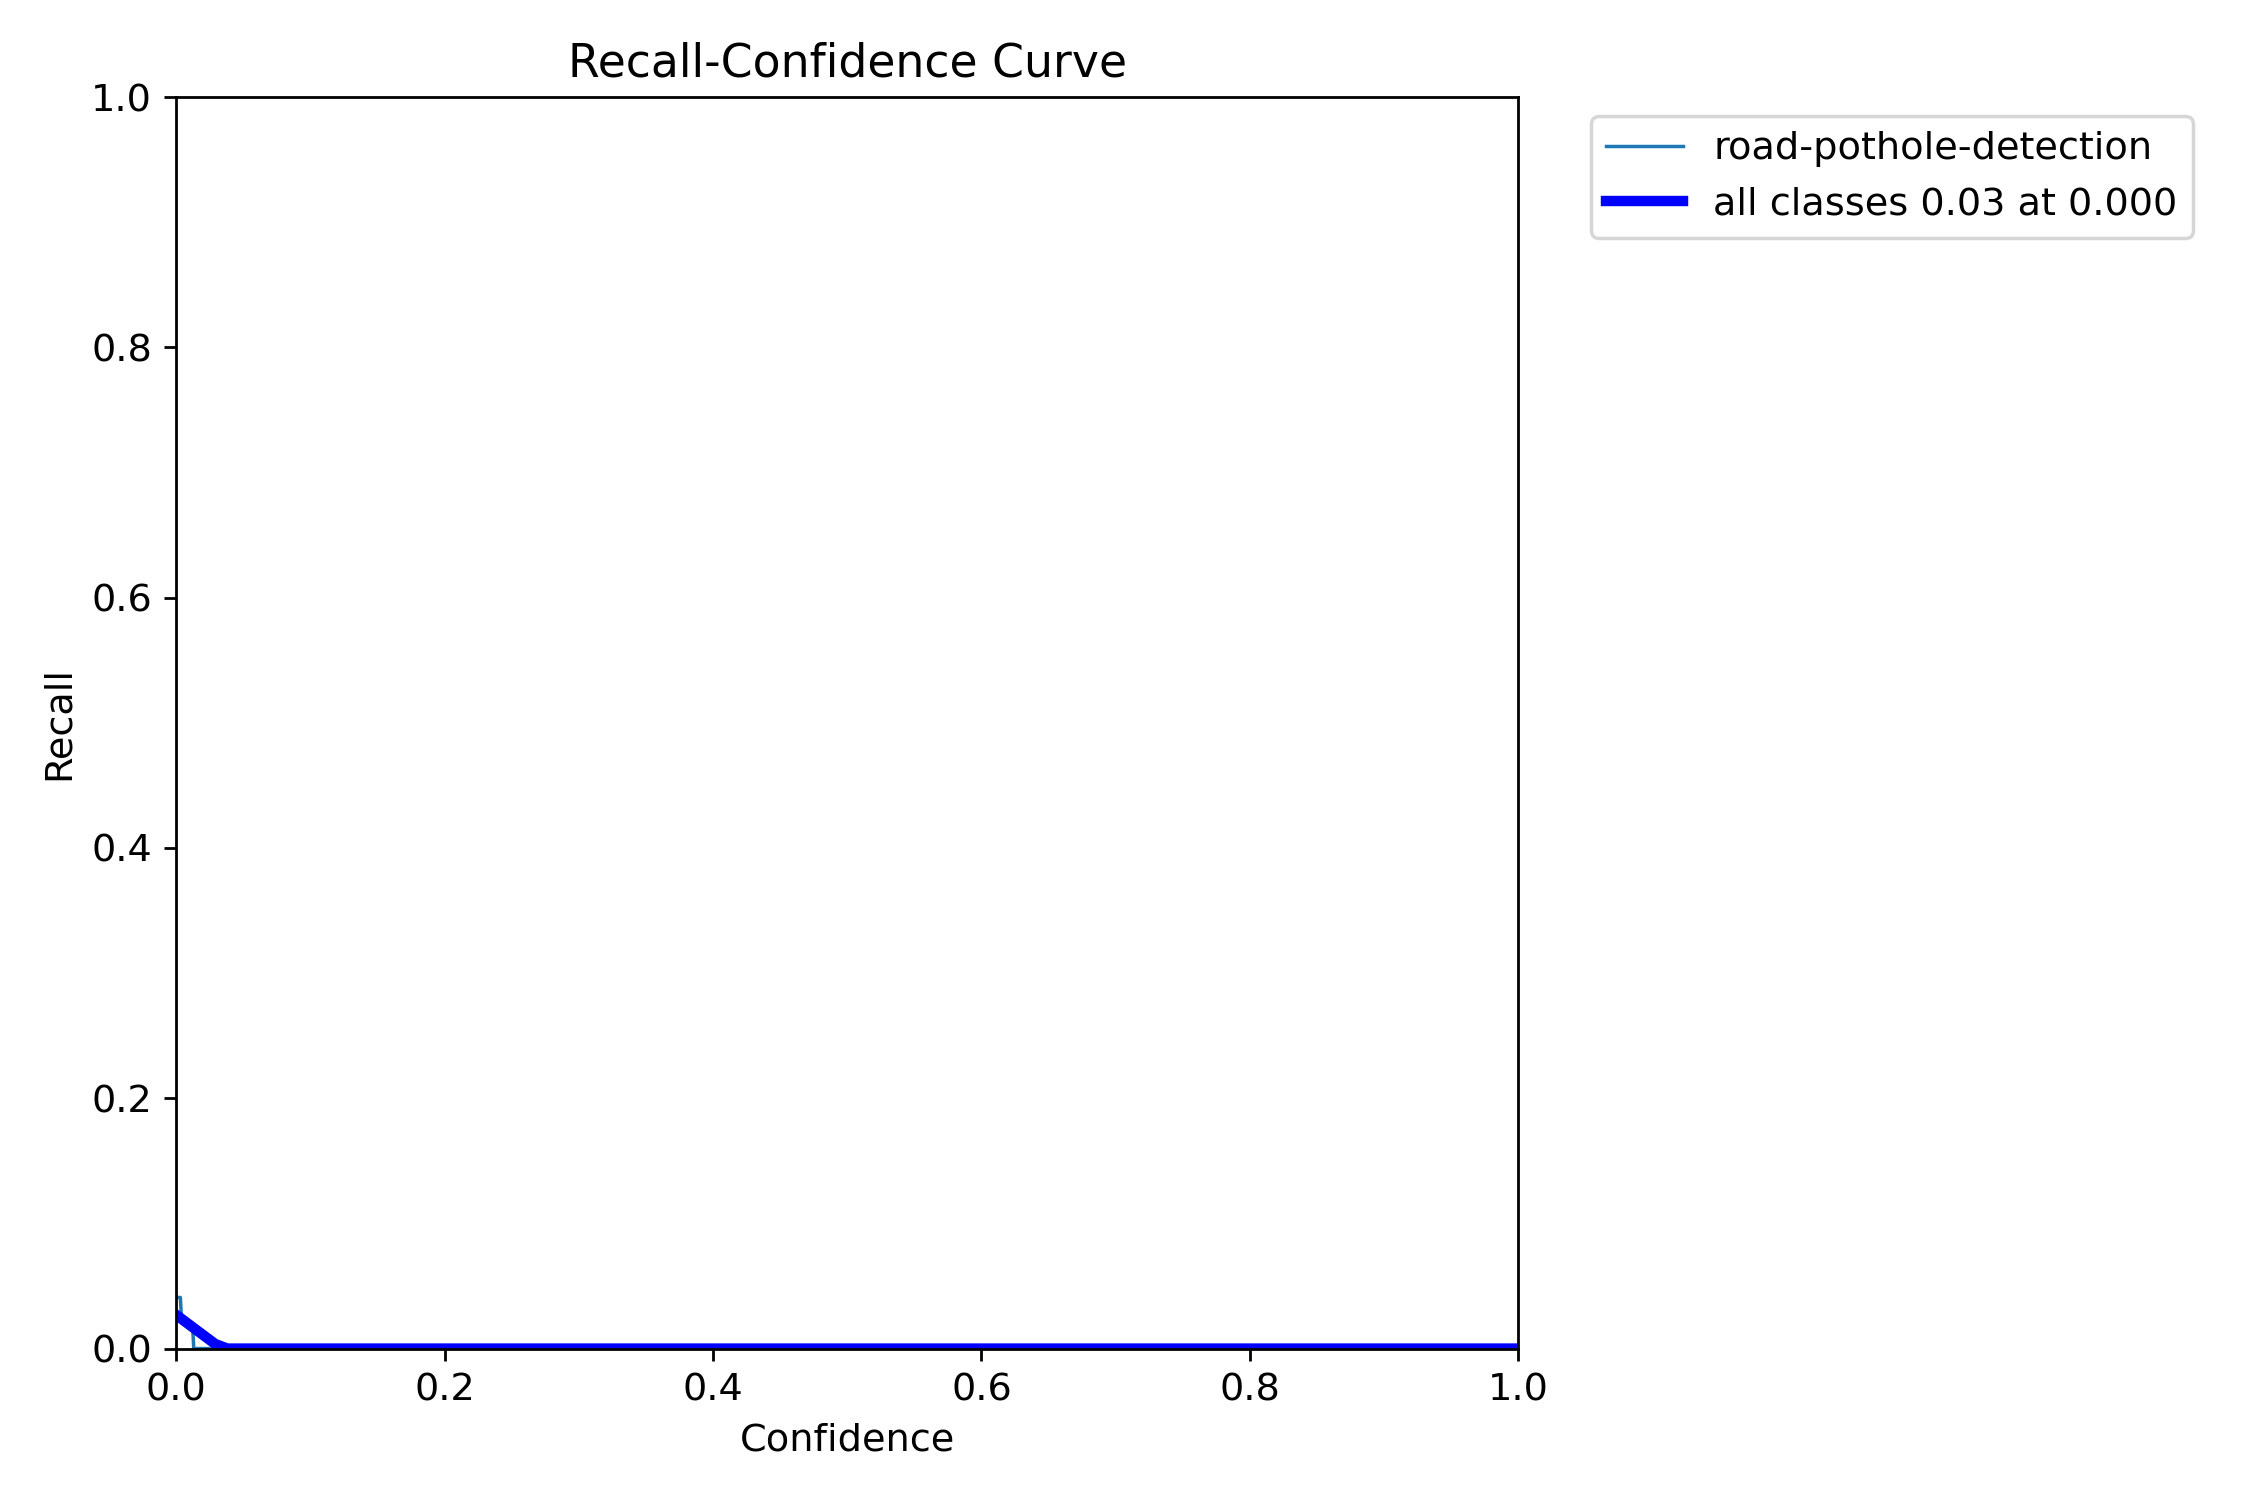 Recall-Confidence Curve
1.0
0.8
0.6
0.4
0.2
0.0
Recall
0.0 0.2 0.4 0.6 0.8 1.0
Confidence
road-pothole-detection
all classes 0.03 at 0.000